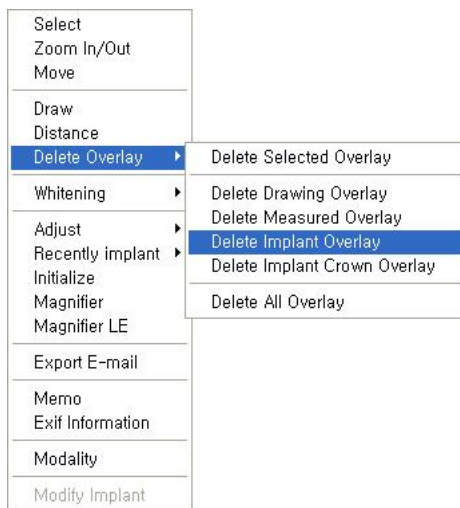 Select
Zoom In/Out
Move
Draw
Distance
Delete Overlay
Whitening
Adjust
Recently implant
Initialize
Magnifier
Magnifier LE
Export E-mail
Memo
Exif Information
Modality
Modify Implant
Delete Selected Overlay
Delete Drawing Overlay
Delete Measured Overlay
Delete Implant Overlay
Delete Implant Crown Overlay
Delete All Overlay